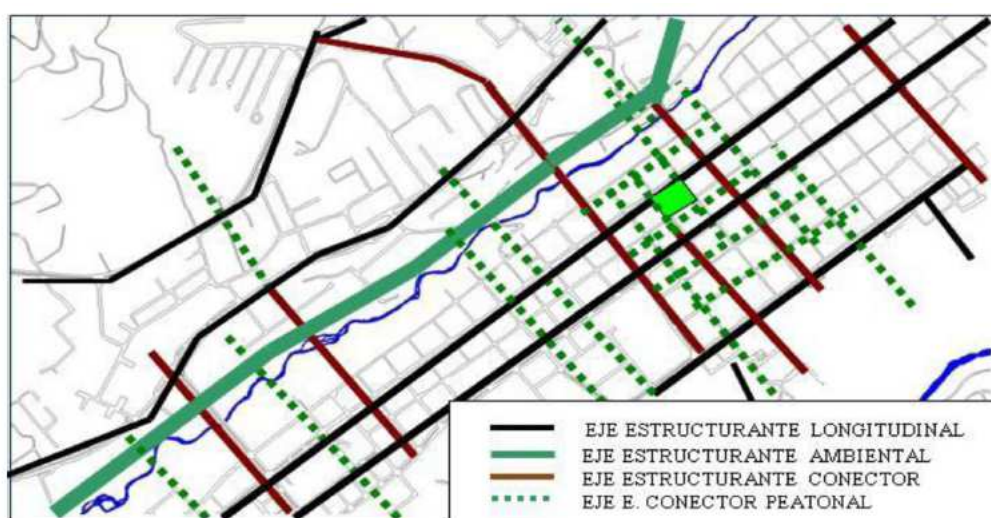 EJE ESTRUCTURANTE LONGITUDINAL
EJE ESTRUCTURANTE AMBIENTAL
EJE ESTRUCTURANTE CONECTOR
EJE E. CONECTOR PEATONAL